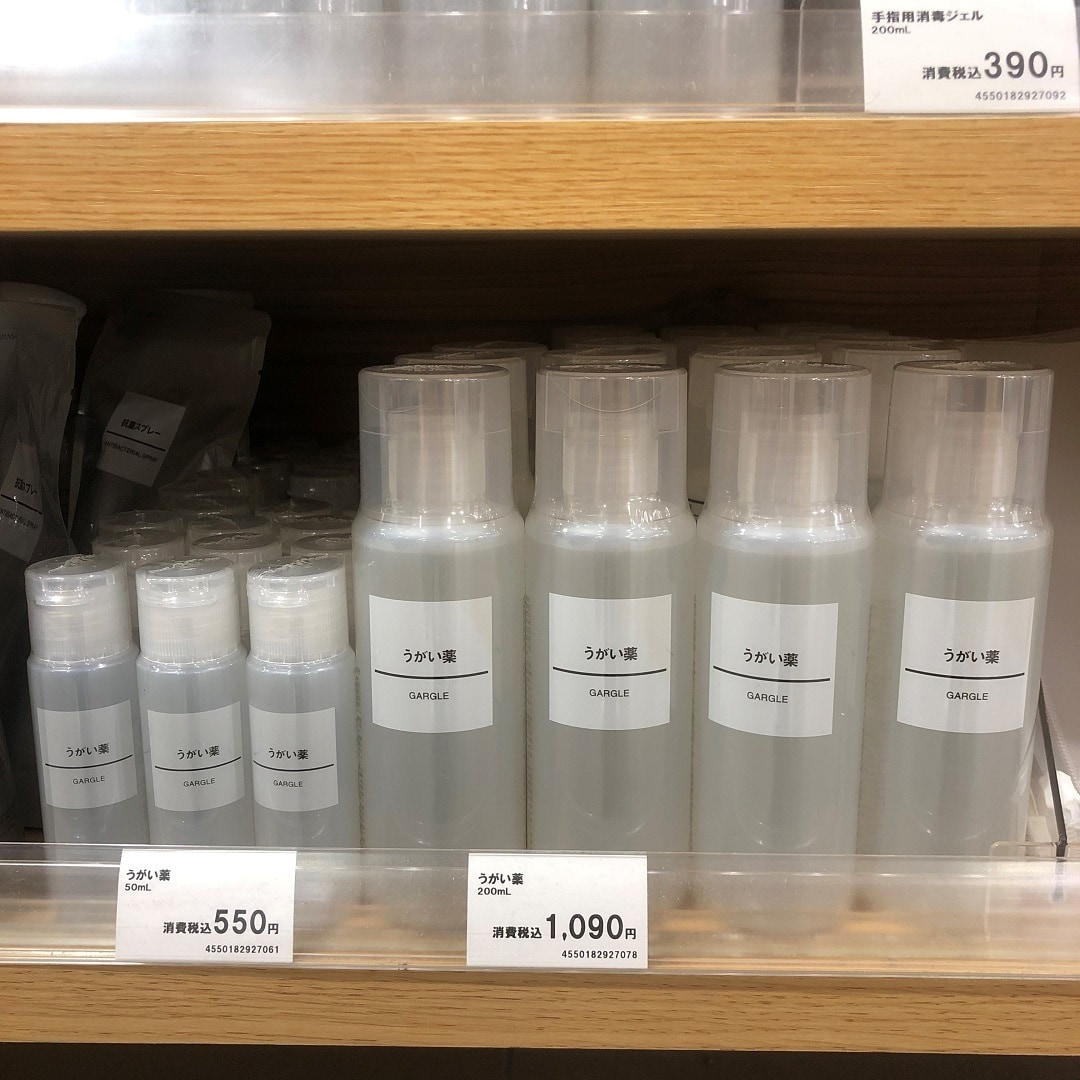 手指用消毒ジェル
200mL
消費税込390円
4550182927092
抗菌スプレー
ANTIBACTERIAL SPRAY
うがい薬
GARGLE
うがい薬
GARGLE
うがい薬
GARGLE
うがい薬
GARGLE
うがい薬
GARGLE
うがい薬
GARGLE
うがい薬
GARGLE
うがい薬
50mL
消費税込550円
4550182927061
うがい薬
200mL
消費税込1,090円
4550182927078